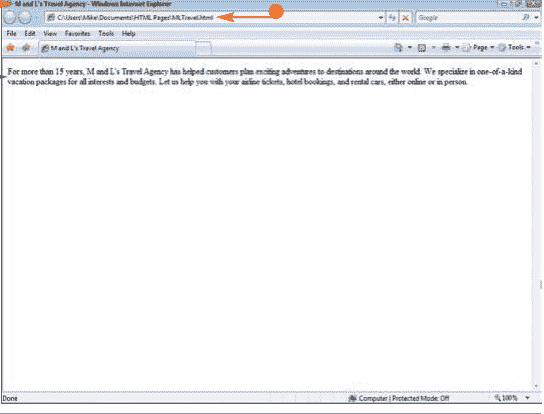 M and L's Travel Agency - Windows Internet Explorer
C:\Users\Mike\Documents\HTML Pages\MLTravel.html
Google
File Edit View Favorites Tools Help
M and L's Travel Agency
Page Tools
For more than 15 years, M and L's Travel Agency has helped customers plan exciting adventures to destinations around the world. We specialize in one-of-a-kind
vacation packages for all interests and budgets. Let us help you with your airline tickets, hotel bookings, and rental cars, either online or in person.
Done Computer | Protected Mode: Off 100%